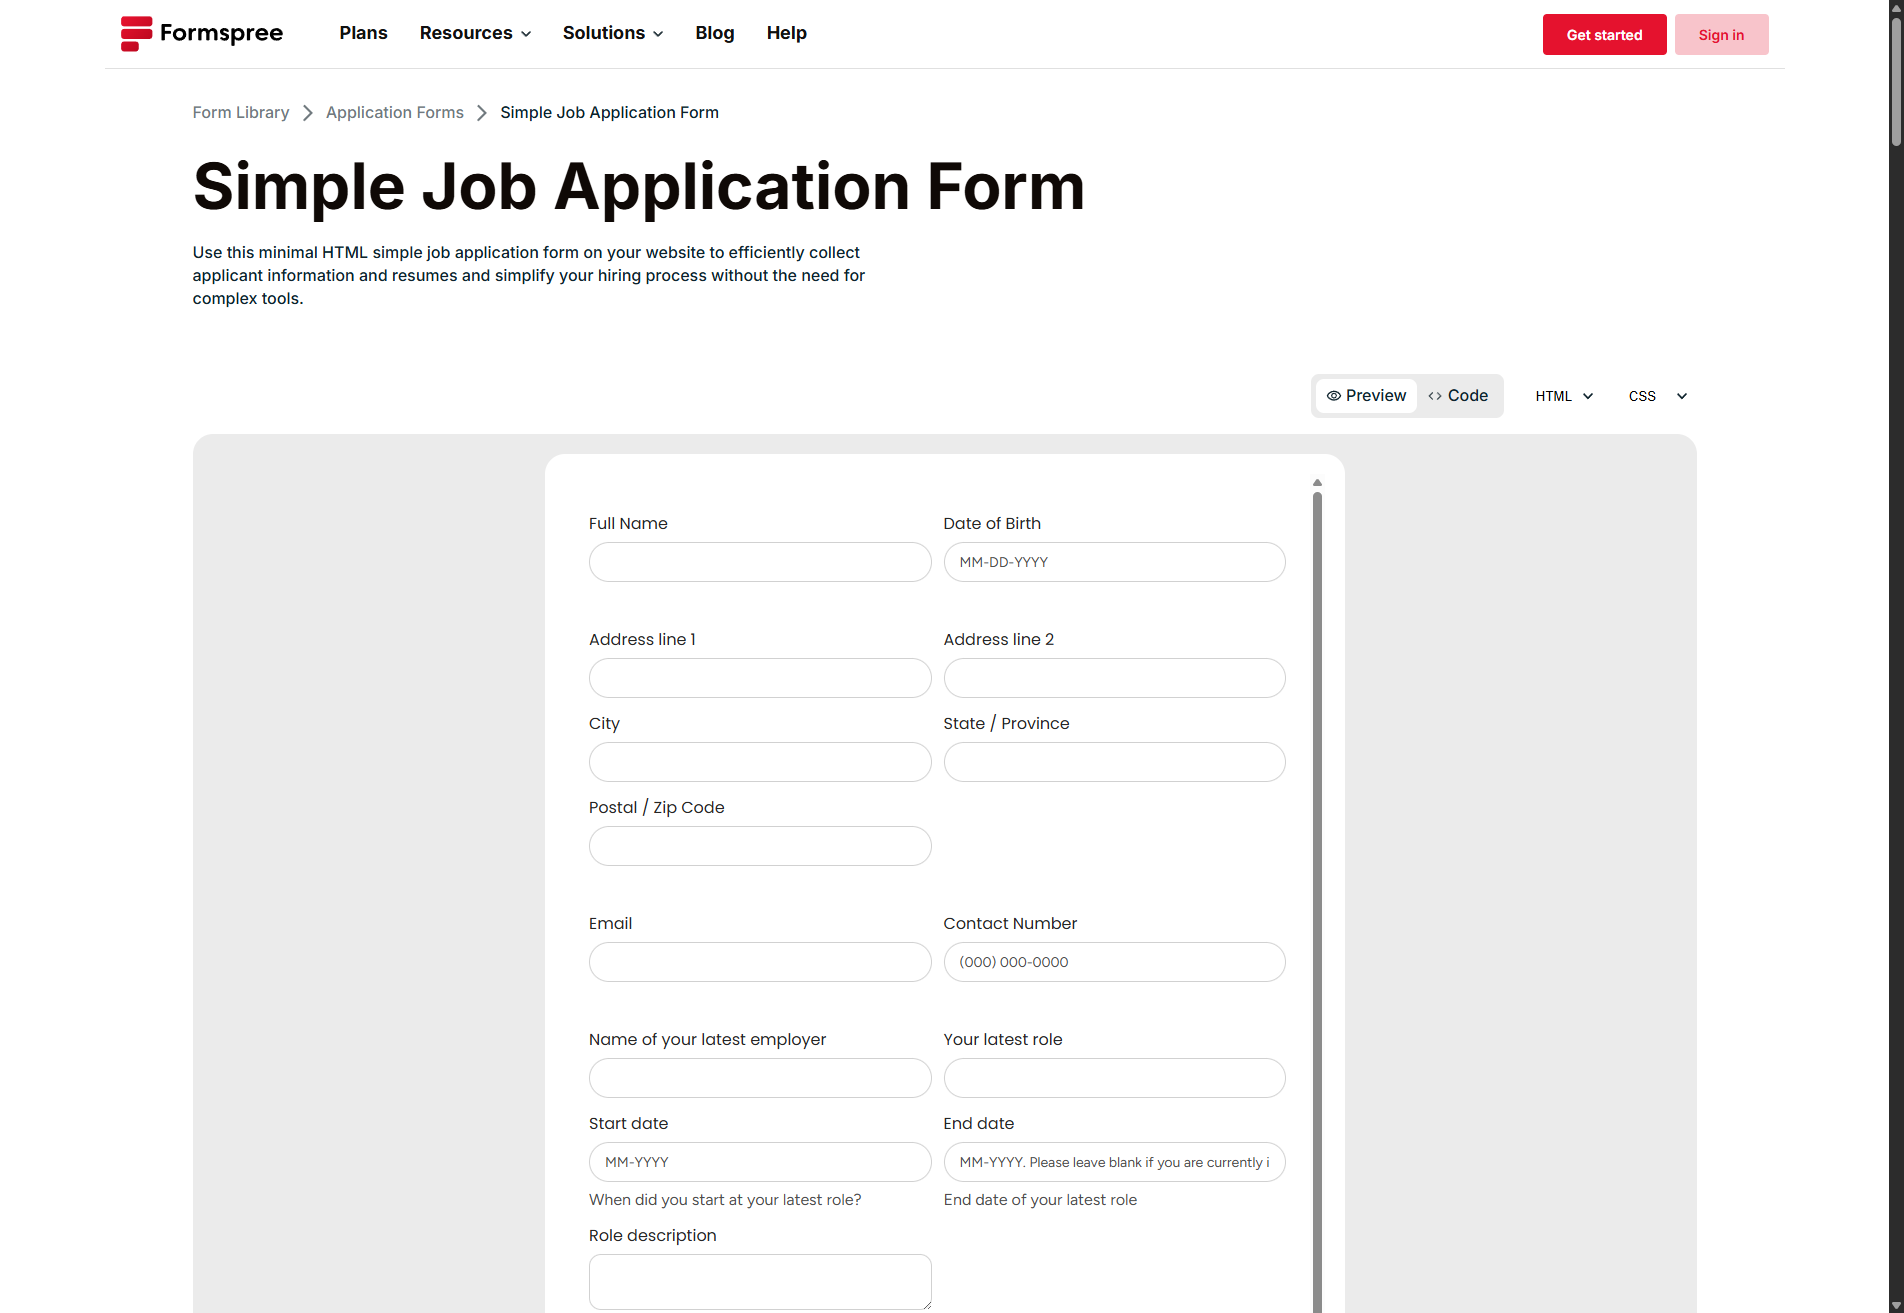 Formspree
Plans
Resources
Solutions
Blog
Help
Get started
Sign in
Form Library
Application Forms
Simple Job Application Form
Simple Job Application Form
Use this minimal HTML simple job application form on your website to efficiently collect
applicant information and resumes and simplify your hiring process without the need for
complex tools.
Preview
Code
HTML
CSS
Full Name
Date of Birth
MM-DD-YYYY
Address line 1
Address line 2
City
State / Province
Postal / Zip Code
Email
Contact Number
(000) 000-0000
Name of your latest employer
Your latest role
Start date
End date
MM-YYYY
MM-YYYY. Please leave blank if you are currently i
When did you start at your latest role?
End date of your latest role
Role description